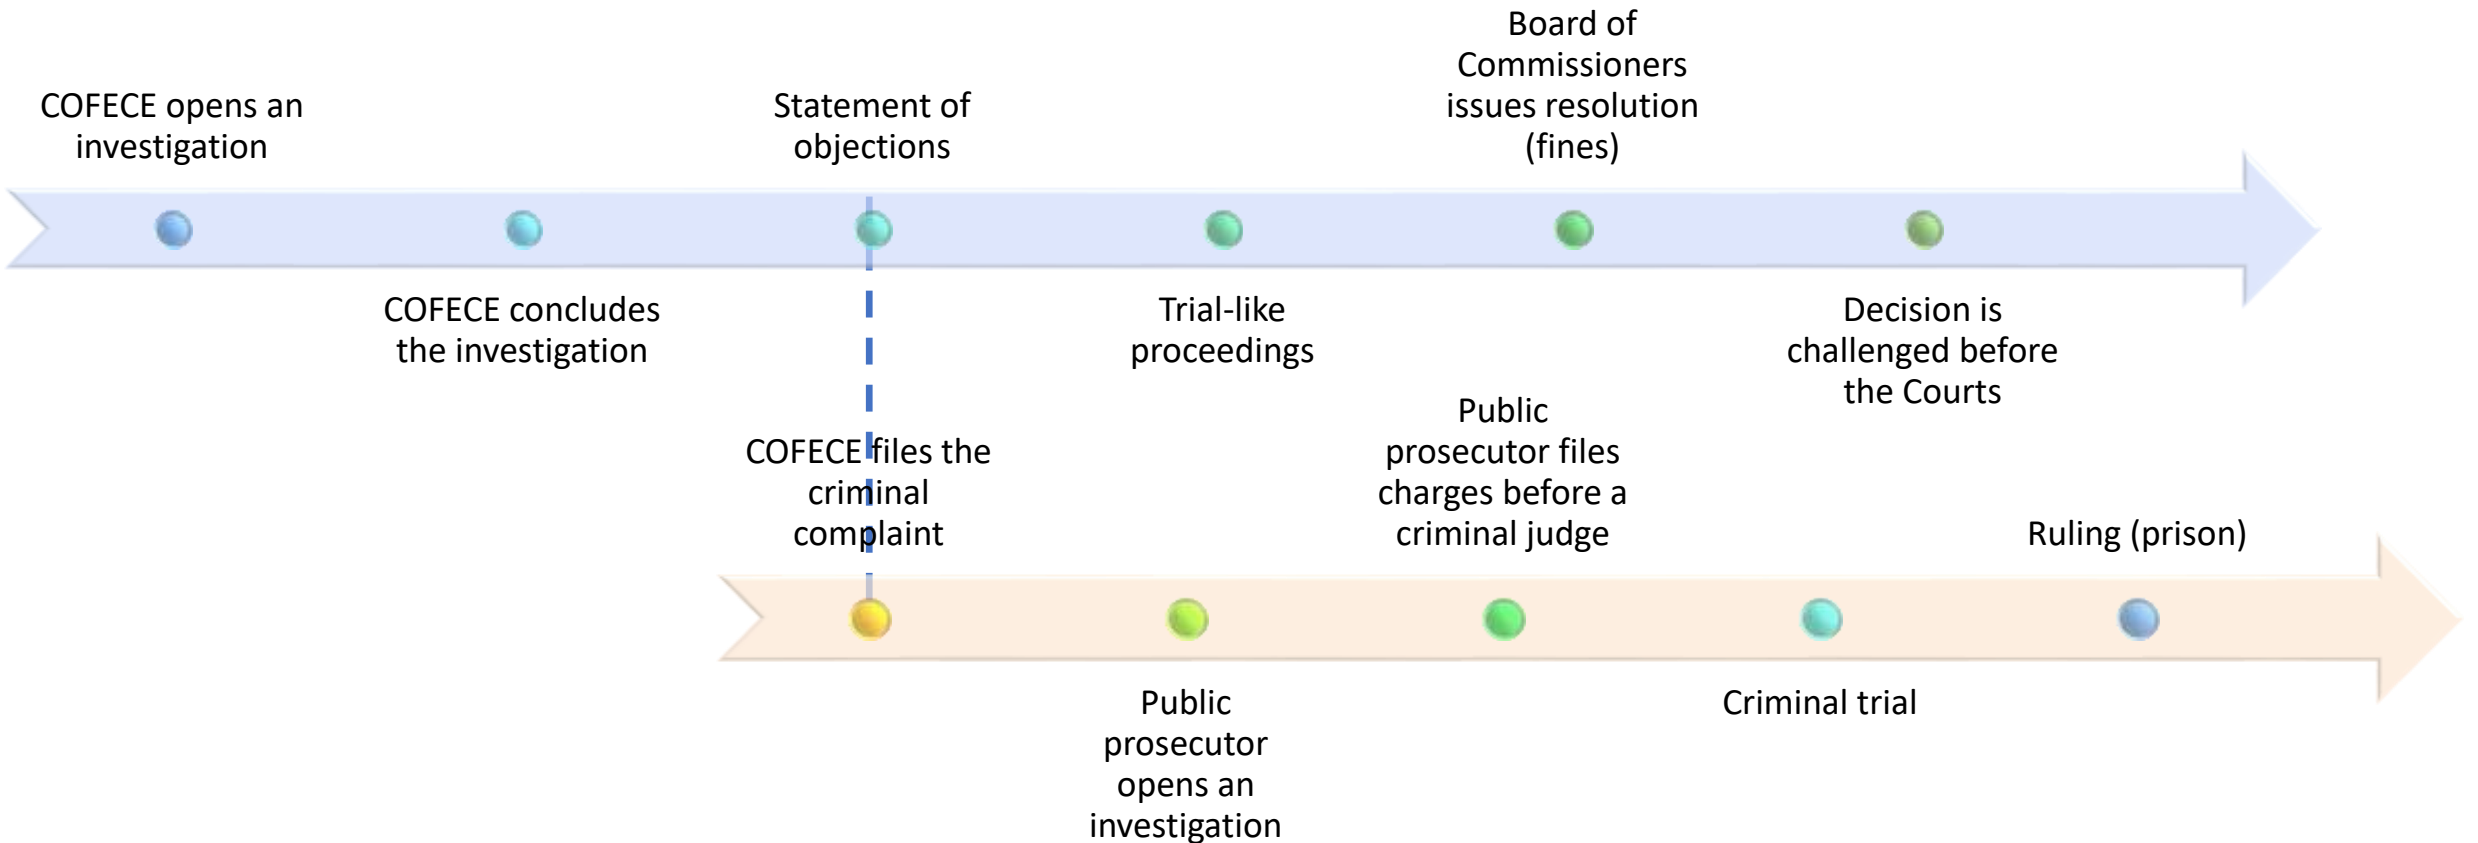 COFECE opens an
investigation
COFECE concludes
the investigation
Statement of
objections
Trial-like
proceedings
Board of
Commissioners
issues resolution
(fines)
Decision is
challenged before
the Courts
COFECE files the
criminal
complaint
Public
prosecutor
opens an
investigation
Public
prosecutor files
charges before a
criminal judge
Criminal trial
Ruling (prison)